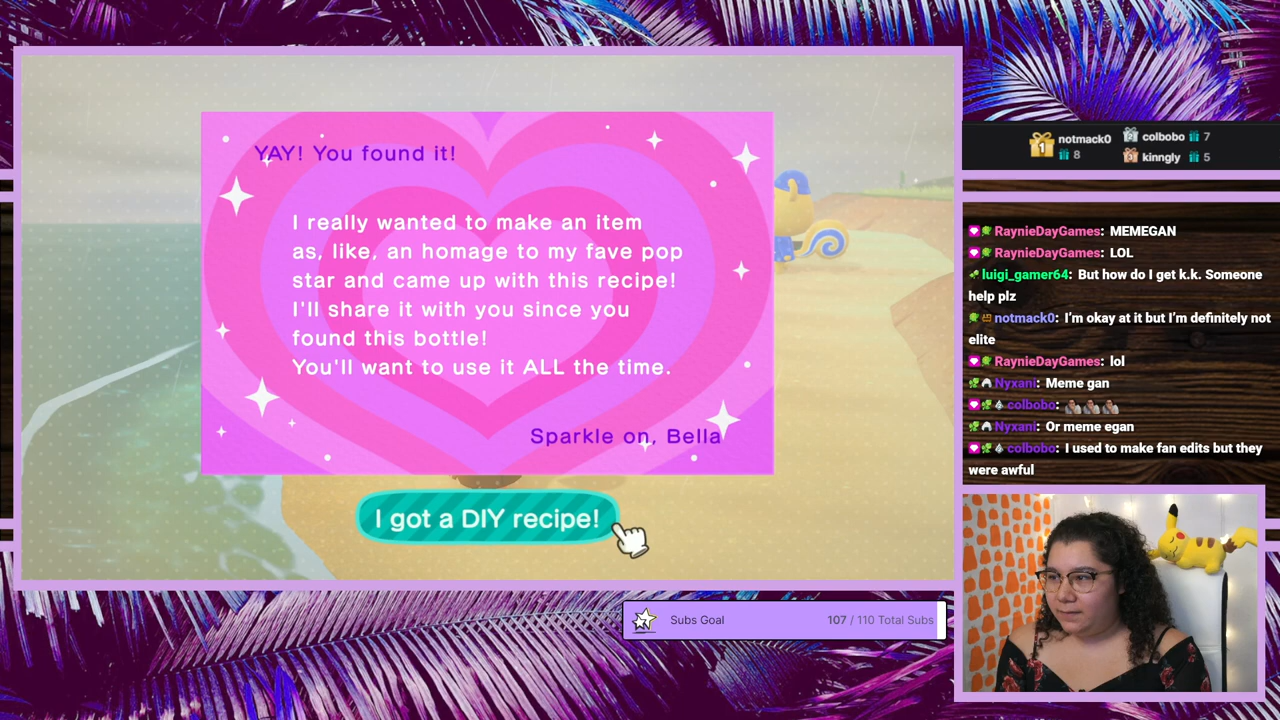 YAY! You found it!
I really wanted to make an item
as, like, an homage to my fave pop
star and came up with this recipe!
I'll share it with you since you
found this bottle!
You'll want to use it ALL the time.
Sparkle on, Bella
I got a DIY recipe!
Subs Goal
107 / 110 Total Subs
1 notmack0
8
colbobo 7
kinngly 5
RaynieDayGames: MEMEGAN
RaynieDayGames: LOL
luigi_gamer64: But how do I get k.k. Someone
help plz
notmack0: I'm okay at it but I'm definitely not
elite
RaynieDayGames: lol
Nyxani: Meme gan
colbobo:
Nyxani: Or meme egan
colbobo: I used to make fan edits but they
were awful